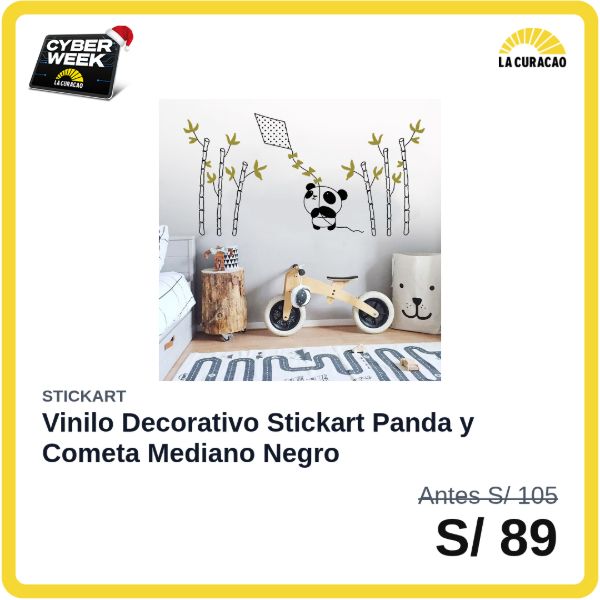 CYBER
WEEK
LA CURACAO
LA CURACAO
STICKART
Vinilo Decorativo Stickart Panda y
Cometa Mediano Negro
Antes S/ 105
S/ 89